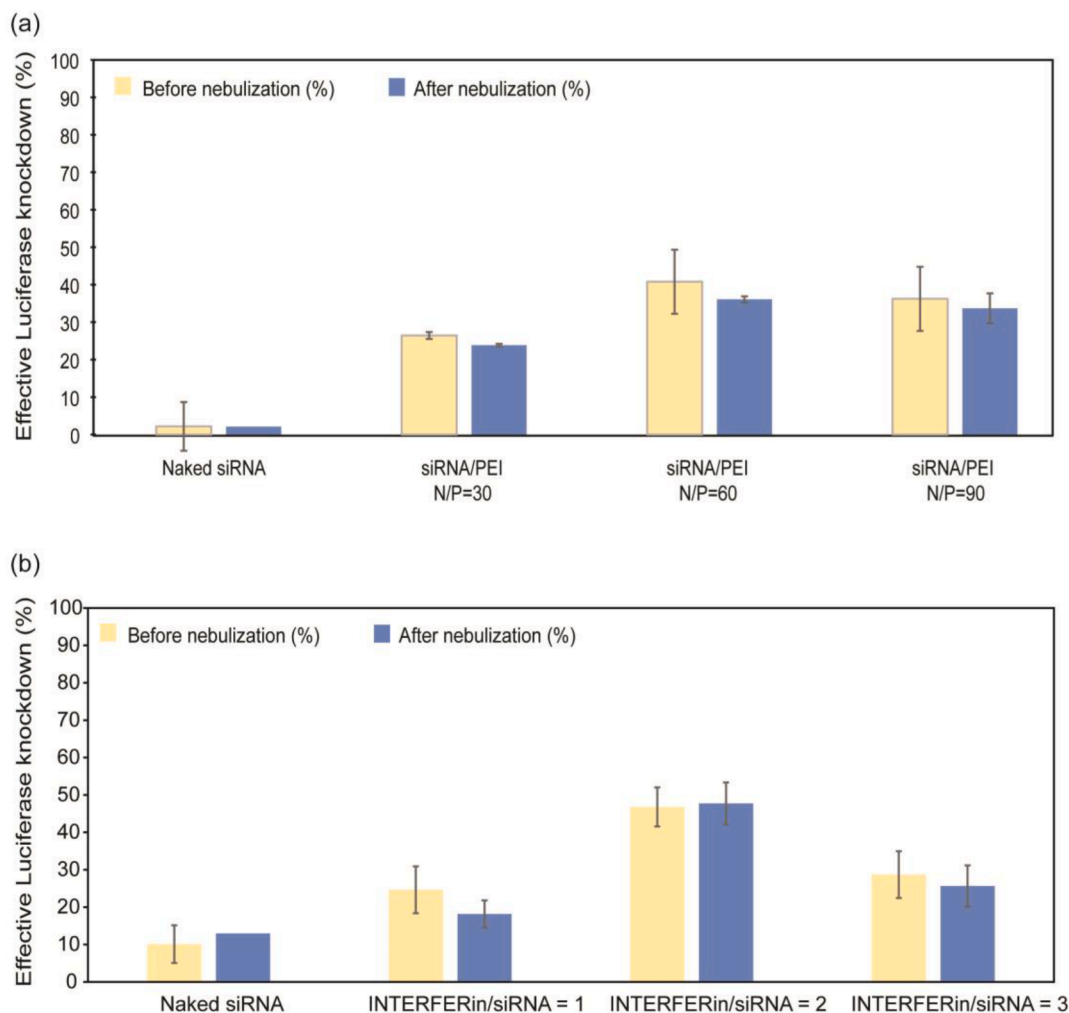 (a)
Effective Luciferase knockdown (%)
100
90
80
70
60
50
40
30
20
10
0
Before nebulization (%)
After nebulization (%)
Naked siRNA
siRNA/PEI
N/P=30
siRNA/PEI
N/P=60
siRNA/PEI
N/P=90
(b)
Effective Luciferase knockdown (%)
100
90
80
70
60
50
40
30
20
10
0
Before nebulization (%)
After nebulization (%)
Naked siRNA
INTERFERin/siRNA = 1
INTERFERin/siRNA = 2
INTERFERin/siRNA = 3